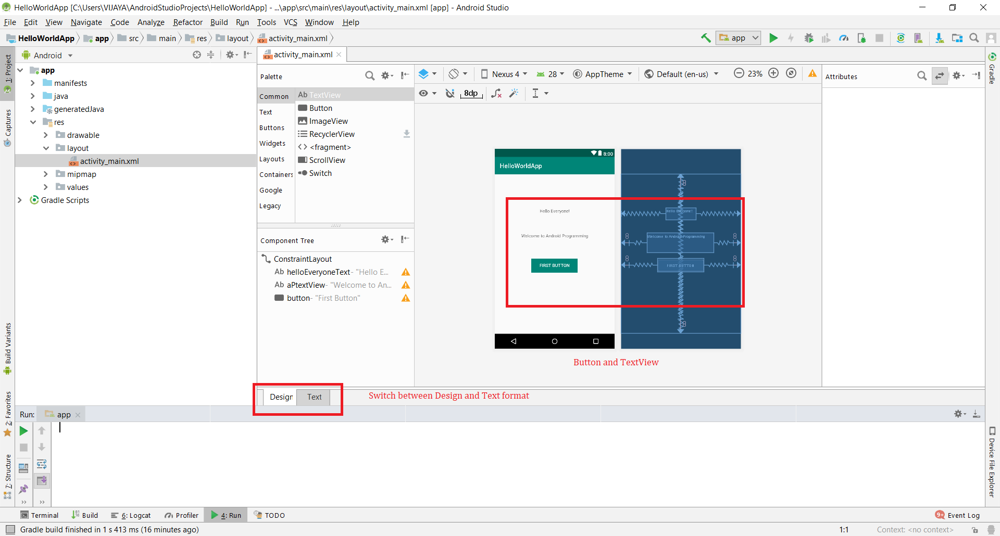 HelloWorldApp [C:\Users\VIJAYA\AndroidStudioProjects\HelloWorldApp] - ...\app\src\main\res\layout\activity_main.xml [app] - Android Studio
File Edit View Navigate Code Analyze Refactor Build Run Tools VCS Window Help
HelloWorldApp app src main res layout activity_main.xml
app
1: Project
Captures
Build Variants
2: Favorites
7: Structure
Android
app
manifests
java
generatedJava
res
drawable
layout
activity_main.xml
mipmap
values
Gradle Scripts
activity_main.xml
Palette
Common
Text
Buttons
Widgets
Layouts
Containers
Google
Legacy
Ab TextView
Button
ImageView
RecyclerView
<fragment>
ScrollView
Switch
Component Tree
ConstraintLayout
Ab helloEveryoneText- "Hello E...
Ab aPtextView- "Welcome to An...
button- "First Button"
Nexus 4 28 AppTheme Default (en-us) 23%
8dp
8:00
HelloWorldApp
Hello Everyone!
Welcome to Android Programming
FIRST BUTTON
Hello Everyone!
Welcome to Android Programming
FIRST BUTTON
8
8
8
8
8
8
Button and TextView
Attributes
Gradle
Device File Explorer
Design Text
Switch between Design and Text format
Run: app
Terminal Build 6: Logcat Profiler 4: Run TODO
9+ Event Log
Gradle build finished in 1 s 413 ms (16 minutes ago)
1:1 Context: <no context>